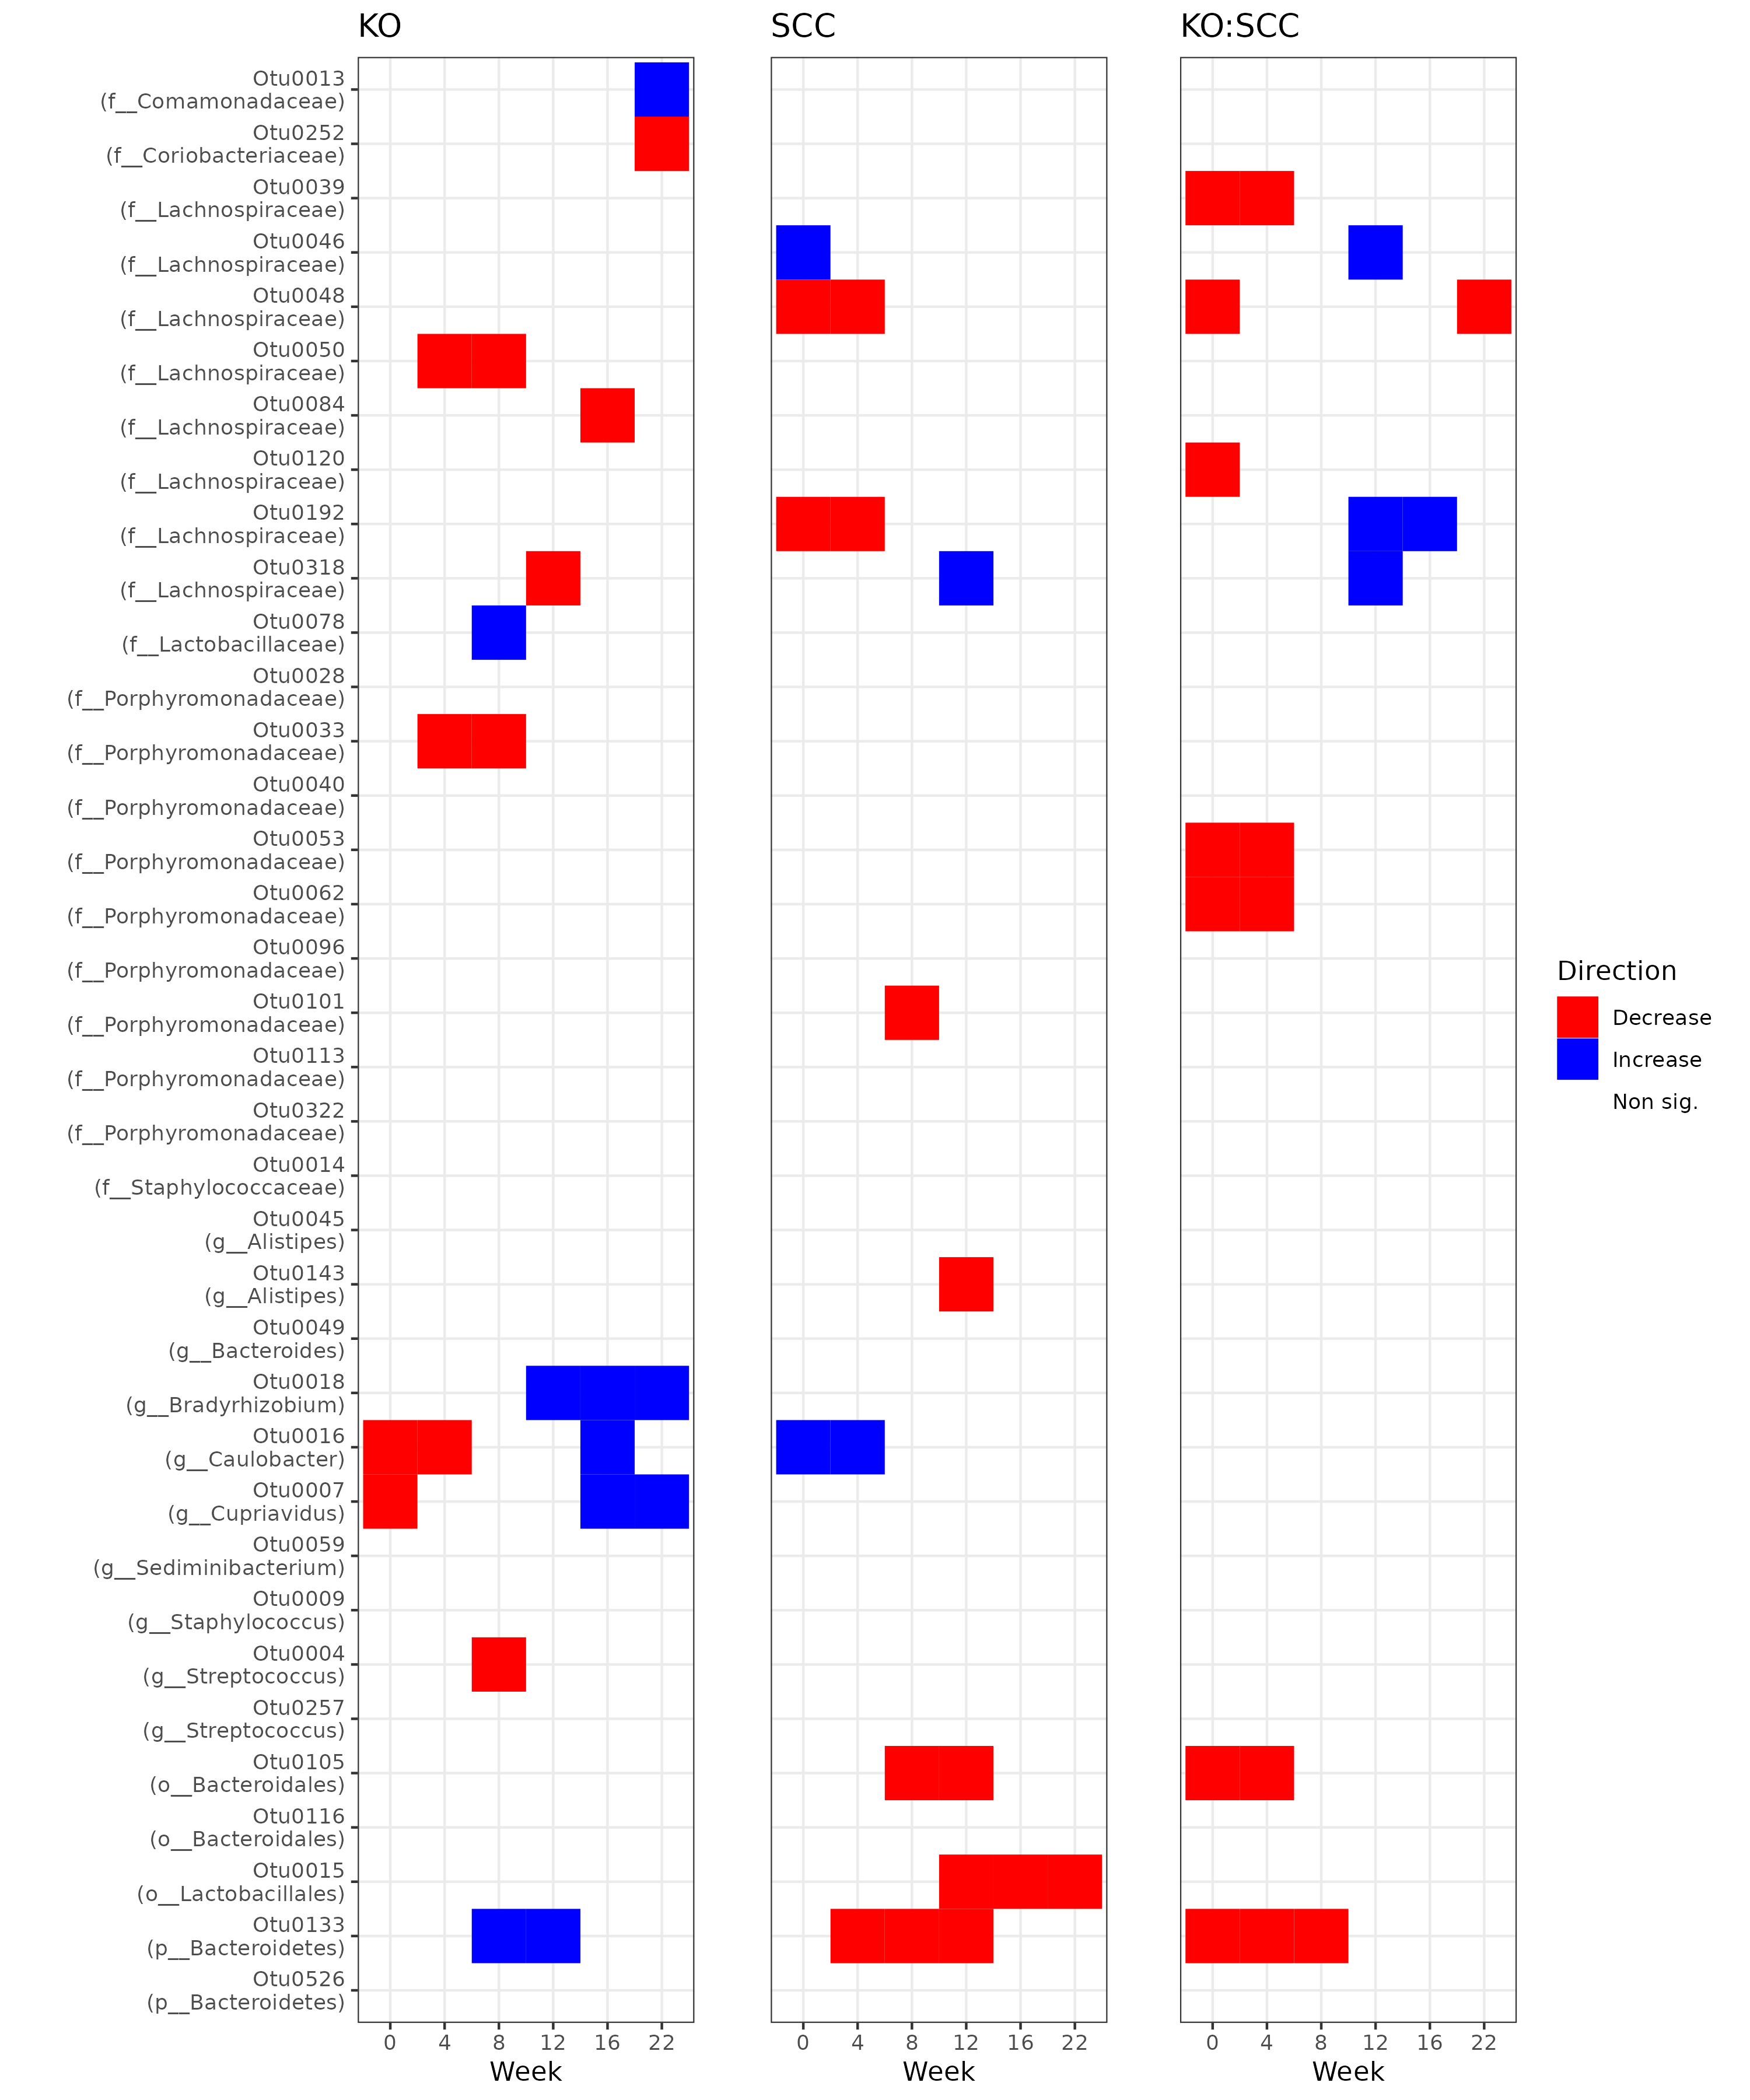 KO
SCC
KO:SCC
Otu0013
(f__Comamonadaceae)
Otu0252
(f__Coriobacteriaceae)
Otu0039
(f__Lachnospiraceae)
Otu0046
(f__Lachnospiraceae)
Otu0048
(f__Lachnospiraceae)
Otu0050
(f__Lachnospiraceae)
Otu0084
(f__Lachnospiraceae)
Otu0120
(f__Lachnospiraceae)
Otu0192
(f__Lachnospiraceae)
Otu0318
(f__Lachnospiraceae)
Otu0078
(f__Lactobacillaceae)
Otu0028
(f__Porphyromonadaceae)
Otu0033
(f__Porphyromonadaceae)
Otu0040
(f__Porphyromonadaceae)
Otu0053
(f__Porphyromonadaceae)
Otu0062
(f__Porphyromonadaceae)
Otu0096
(f__Porphyromonadaceae)
Otu0101
(f__Porphyromonadaceae)
Otu0113
(f__Porphyromonadaceae)
Otu0322
(f__Porphyromonadaceae)
Otu0014
(f__Staphylococcaceae)
Otu0045
(g__Alistipes)
Otu0143
(g__Alistipes)
Otu0049
(g__Bacteroides)
Otu0018
(g__Bradyrhizobium)
Otu0016
(g__Caulobacter)
Otu0007
(g__Cupriavidus)
Otu0059
(g__Sediminibacterium)
Otu0009
(g__Staphylococcus)
Otu0004
(g__Streptococcus)
Otu0257
(g__Streptococcus)
Otu0105
(o__Bacteroidales)
Otu0116
(o__Bacteroidales)
Otu0015
(o__Lactobacillales)
Otu0133
(p__Bacteroidetes)
Otu0526
(p__Bacteroidetes)
0 4 8 12 16 22
Week
0 4 8 12 16 22
Week
0 4 8 12 16 22
Week
Direction
Decrease
Increase
Non sig.